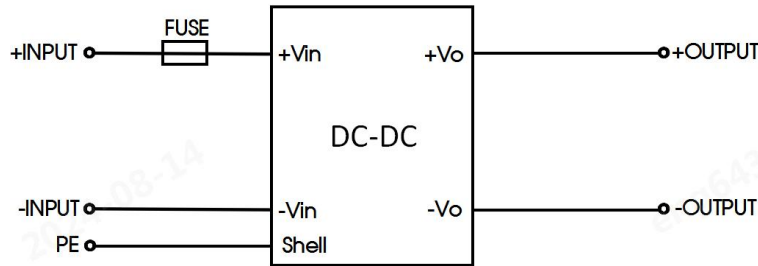 FUSE
+INPUT
+Vin
+Vo
+OUTPUT
DC-DC
-INPUT
-Vin
-Vo
-OUTPUT
PE
Shell